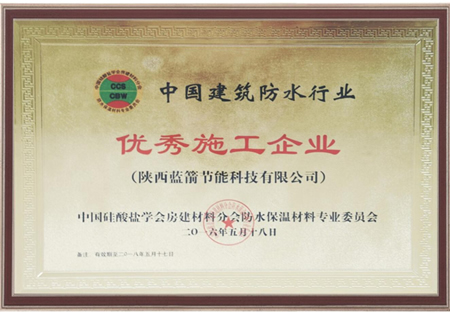 CCS
CBW
中国建筑防水行业
优秀施工企业
(陕西蓝箭节能科技有限公司)
中国硅酸盐学会房建材料分会防水保温材料专业委员会
二〇一六年五月十八日
备注:有效期至二〇一八年五月十七日